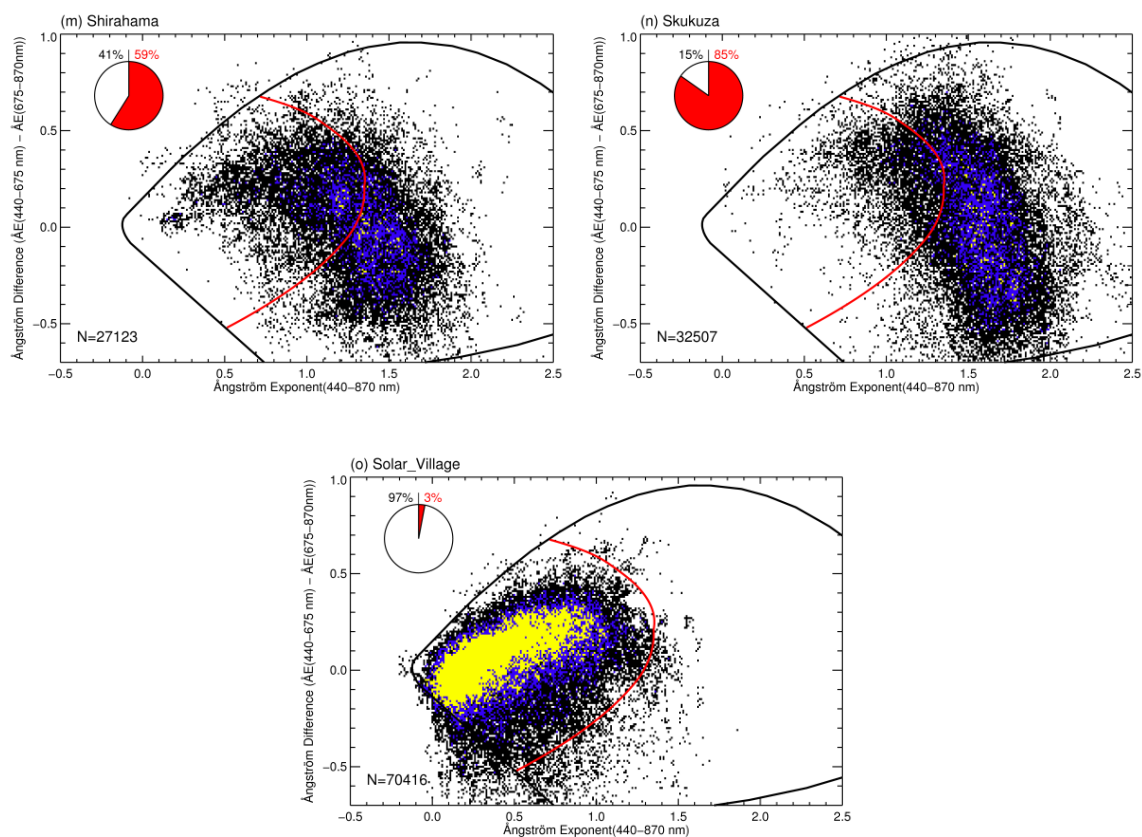 (m) Shirahama
41% 59%
1.0
0.5
0.0
−0.5
Ångström Difference (ÅE(440−675 nm) − ÅE(675−870nm))
N=27123
−0.5 0.0 0.5 1.0 1.5 2.0 2.5
Ångström Exponent(440−870 nm)
(n) Skukuza
15% 85%
1.0
0.5
0.0
−0.5
Ångström Difference (ÅE(440−675 nm) − ÅE(675−870nm))
N=32507
−0.5 0.0 0.5 1.0 1.5 2.0 2.5
Ångström Exponent(440−870 nm)
(o) Solar_Village
97% 3%
1.0
0.5
0.0
−0.5
Ångström Difference (ÅE(440−675 nm) − ÅE(675−870nm))
N=70416
−0.5 0.0 0.5 1.0 1.5 2.0 2.5
Ångström Exponent(440−870 nm)